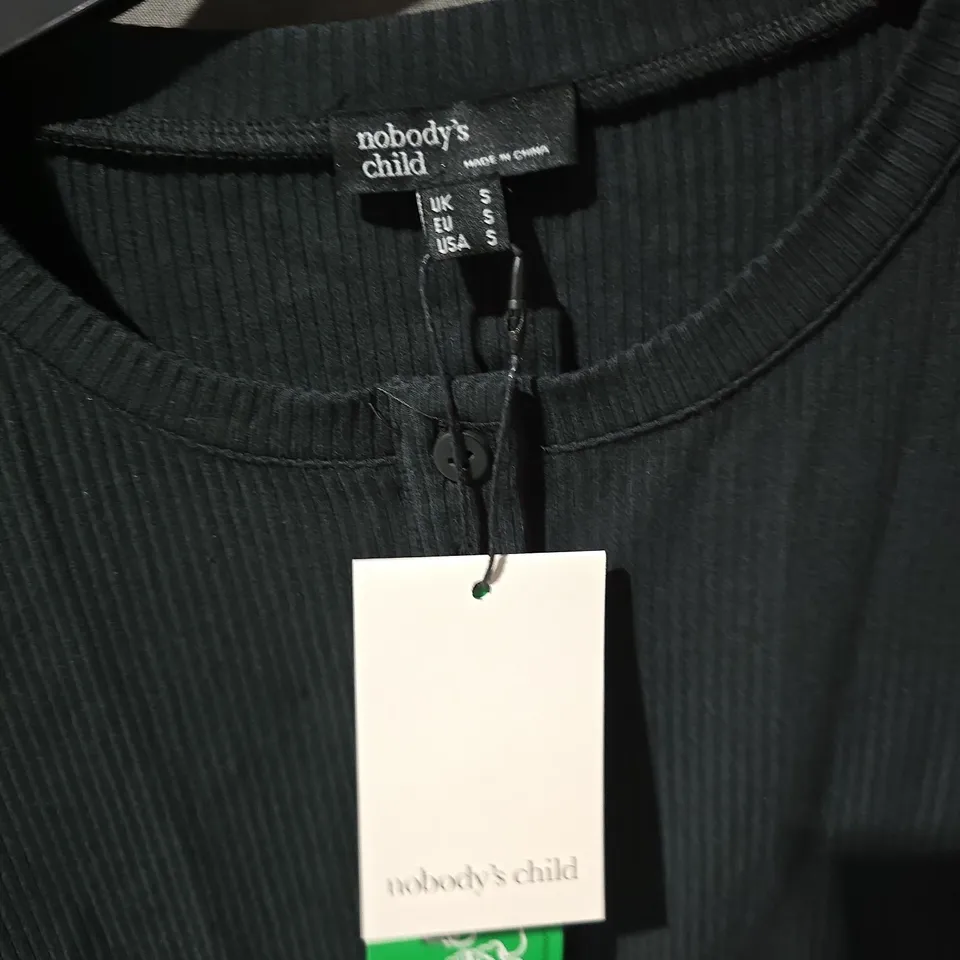 nobody's
child MADE IN CHINA
UK S
EU S
USA S
nobody's child